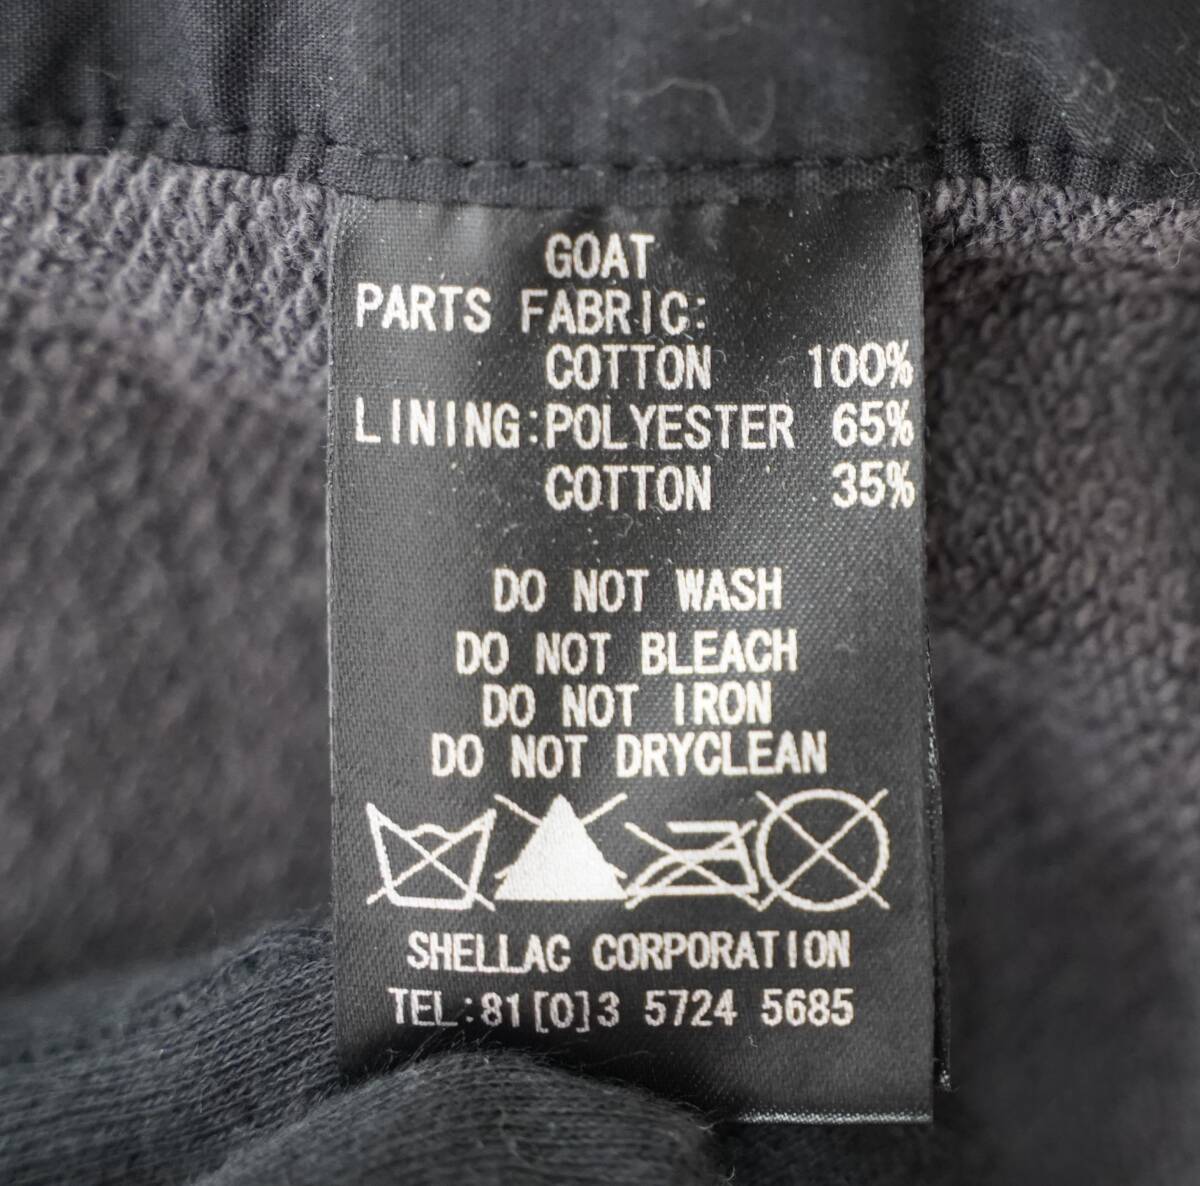 GOAT
PARTS FABRIC:
COTTON 100%
LINING:POLYESTER 65%
COTTON 35%
DO NOT WASH
DO NOT BLEACH
DO NOT IRON
DO NOT DRYCLEAN
SHELLAC CORPORATION
TEL:81[0]3 5724 5685